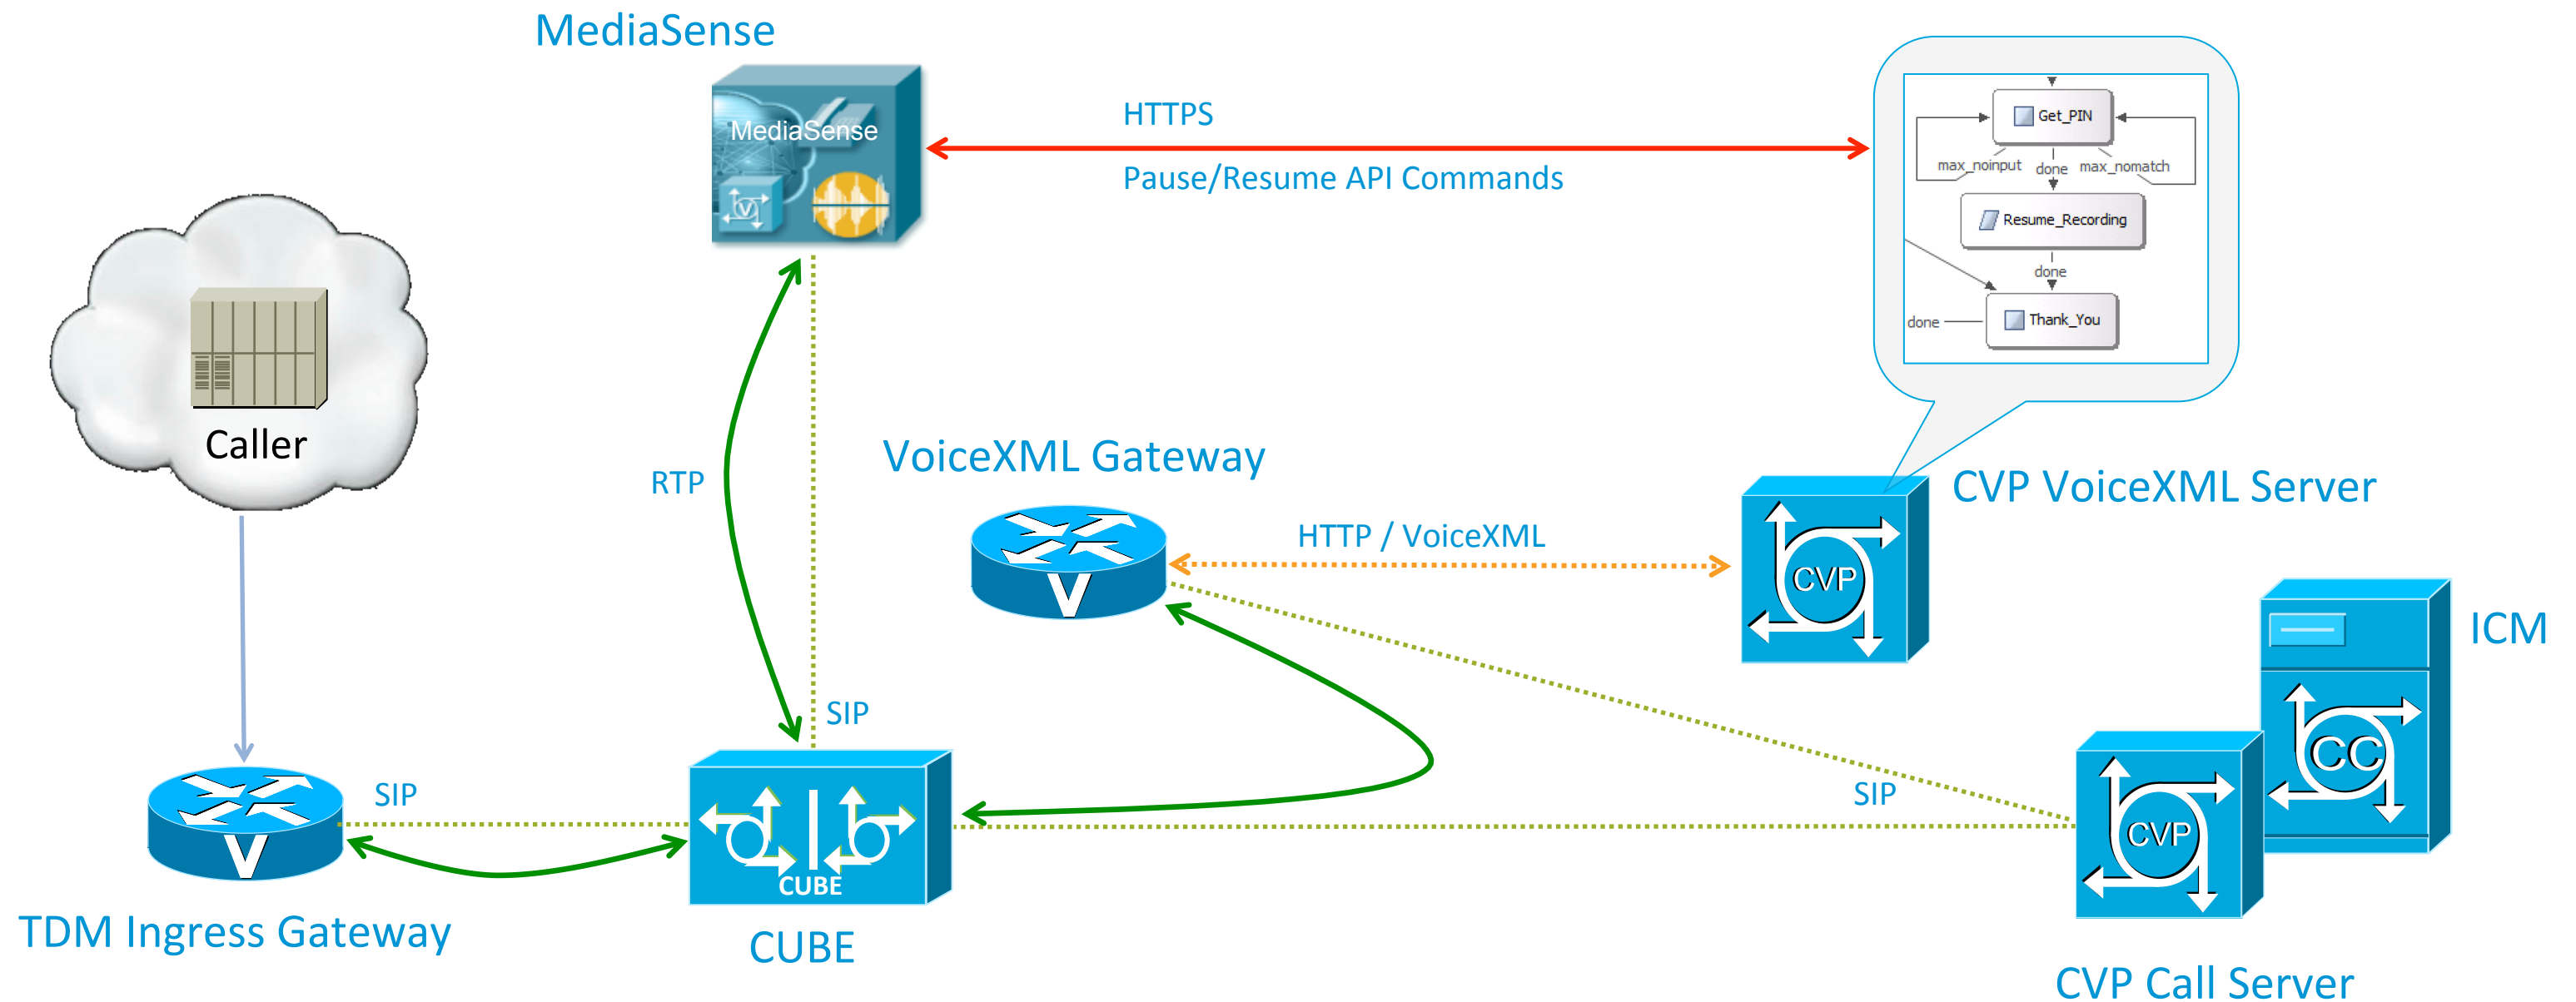 MediaSense
MediaSense
V
HTTPS
Pause/Resume API Commands
Get_PIN
max_noinput
done
max_nomatch
Resume_Recording
done
Thank_You
done
Caller
VoiceXML Gateway
V
RTP
HTTP / VoiceXML
CVP VoiceXML Server
CVP
ICM
CC
SIP
SIP
SIP
V
CUBE
CVP
TDM Ingress Gateway
CUBE
CVP Call Server